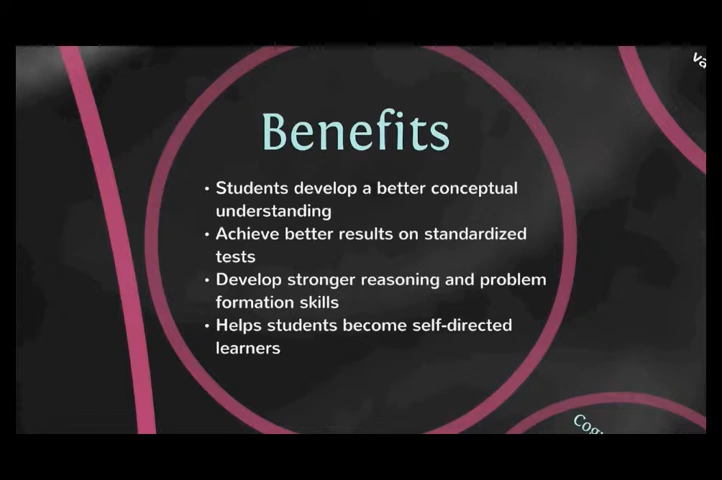 Benefits
• Students develop a better conceptual
understanding
• Achieve better results on standardized
tests
• Develop stronger reasoning and problem
formation skills
• Helps students become self-directed
learners